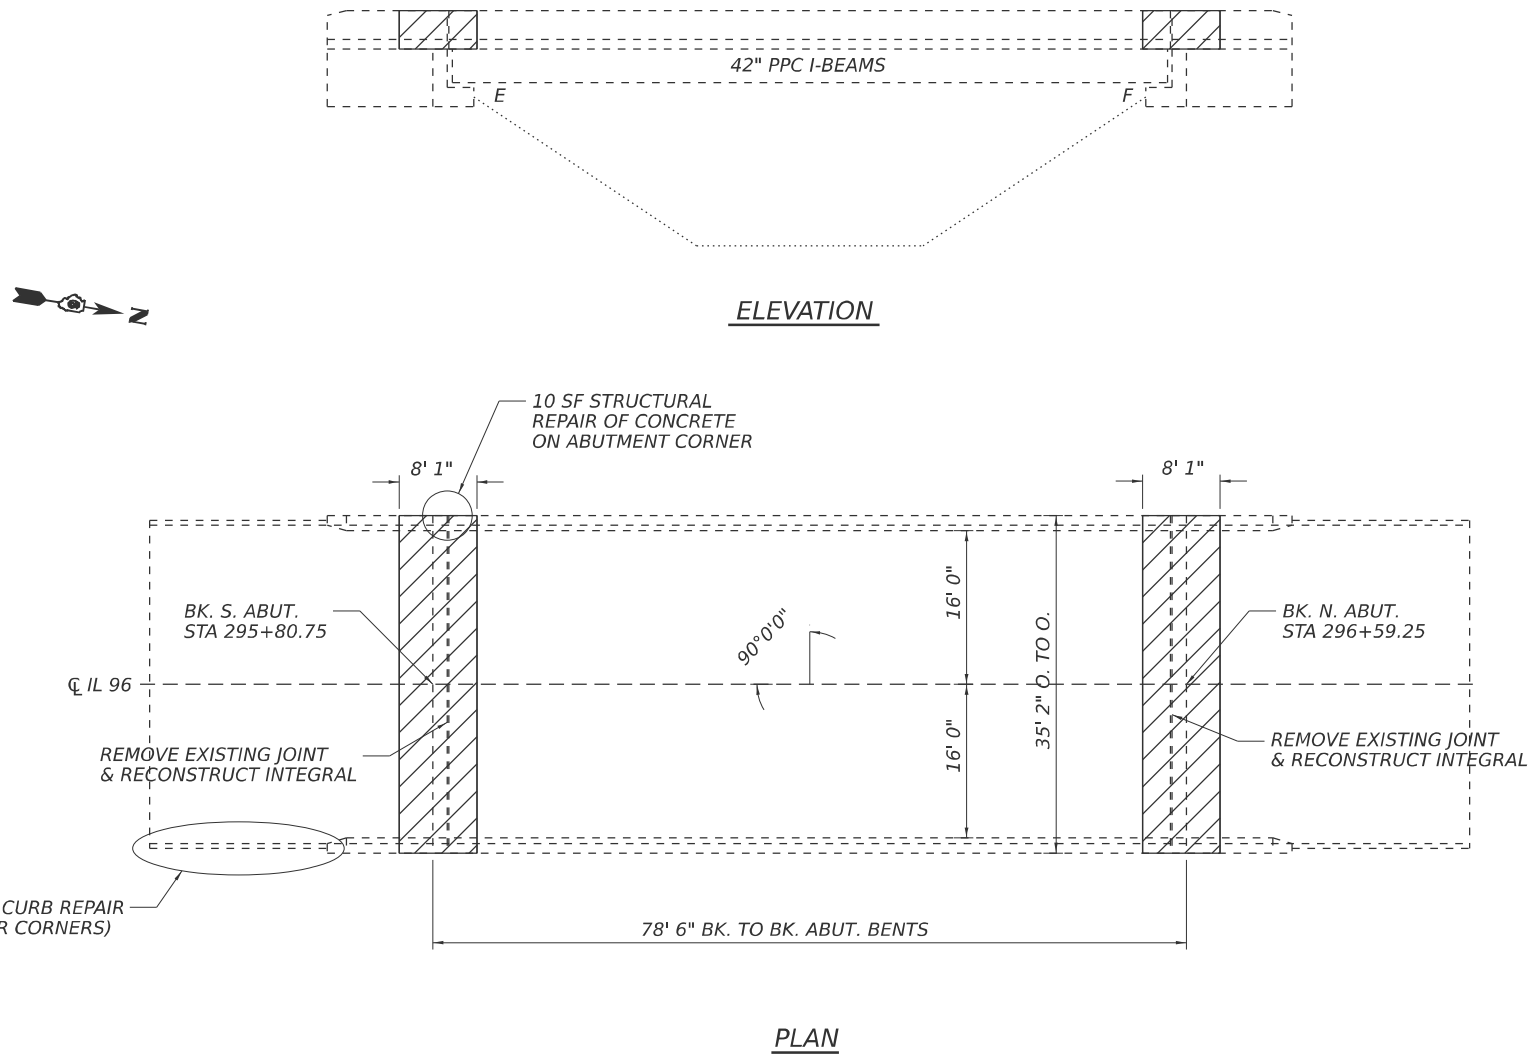 42" PPC I-BEAMS
E
F
ELEVATION
N
10 SF STRUCTURAL
REPAIR OF CONCRETE
ON ABUTMENT CORNER
8' 1"
8' 1"
BK. S. ABUT.
STA 295+80.75
90°0'0"
16' 0"
35' 2" O. TO O.
BK. N. ABUT.
STA 296+59.25
℄ IL 96
REMOVE EXISTING JOINT
& RECONSTRUCT INTEGRAL
16' 0"
REMOVE EXISTING JOINT
& RECONSTRUCT INTEGRAL
CURB REPAIR
R CORNERS)
78' 6" BK. TO BK. ABUT. BENTS
PLAN